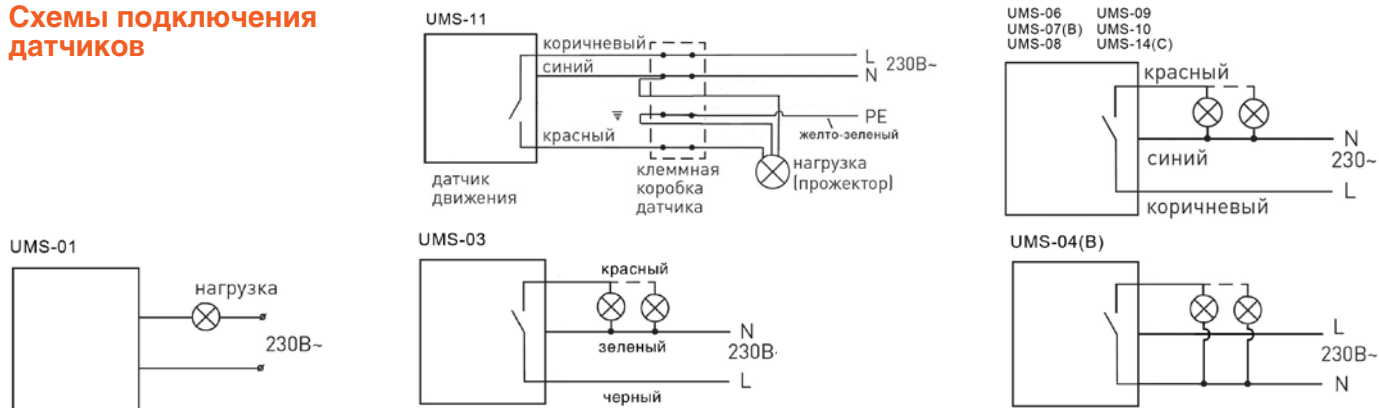 Схемы подключения
датчиков
UMS-11
коричневый
синий
красный
L
N
230В~
PE
желто-зеленый
датчик
движения
клеммная
коробка
датчика
нагрузка
(прожектор)
UMS-06 UMS-09
UMS-07(B) UMS-10
UMS-08 UMS-14(C)
красный
N
синий
230~
L
коричневый
UMS-01
нагрузка
230В~
UMS-03
красный
N
зеленый
230В~
L
черный
UMS-04(B)
L
230В~
N